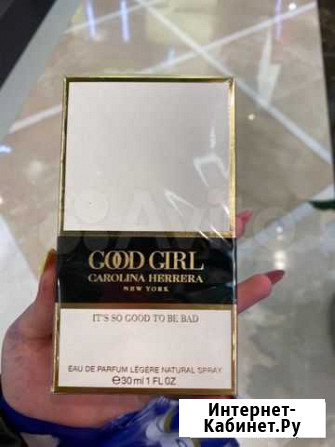 Avito
GOOD GIRL
CAROLINA HERRERA
NEW YORK
IT'S SO GOOD TO BE BAD
EAU DE PARFUM LÉGÈRE NATURAL SPRAY
℮30 ml 1 FL OZ
Интернет-
Кабинет.Ру